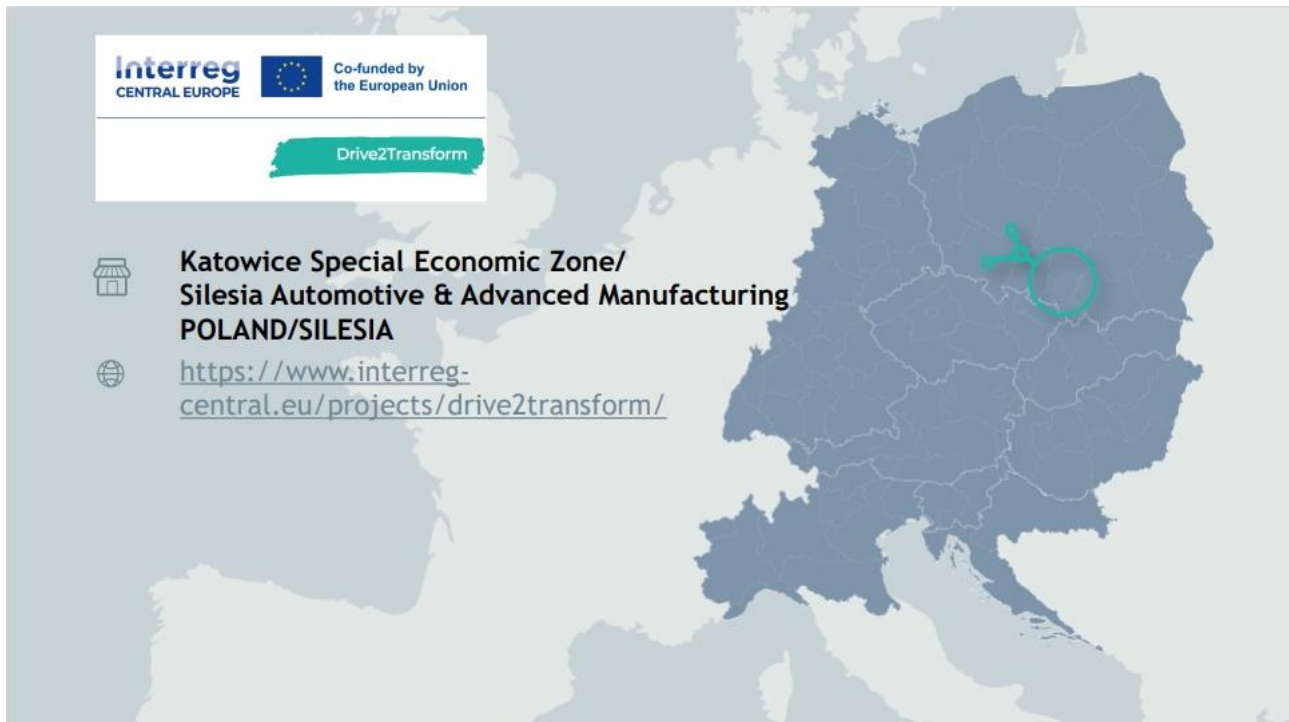 Interreg
CENTRAL EUROPE
Co-funded by
the European Union
Drive2Transform
Katowice Special Economic Zone/
Silesia Automotive & Advanced Manufacturing
POLAND/SILESIA
https://www.interreg-
central.eu/projects/drive2transform/